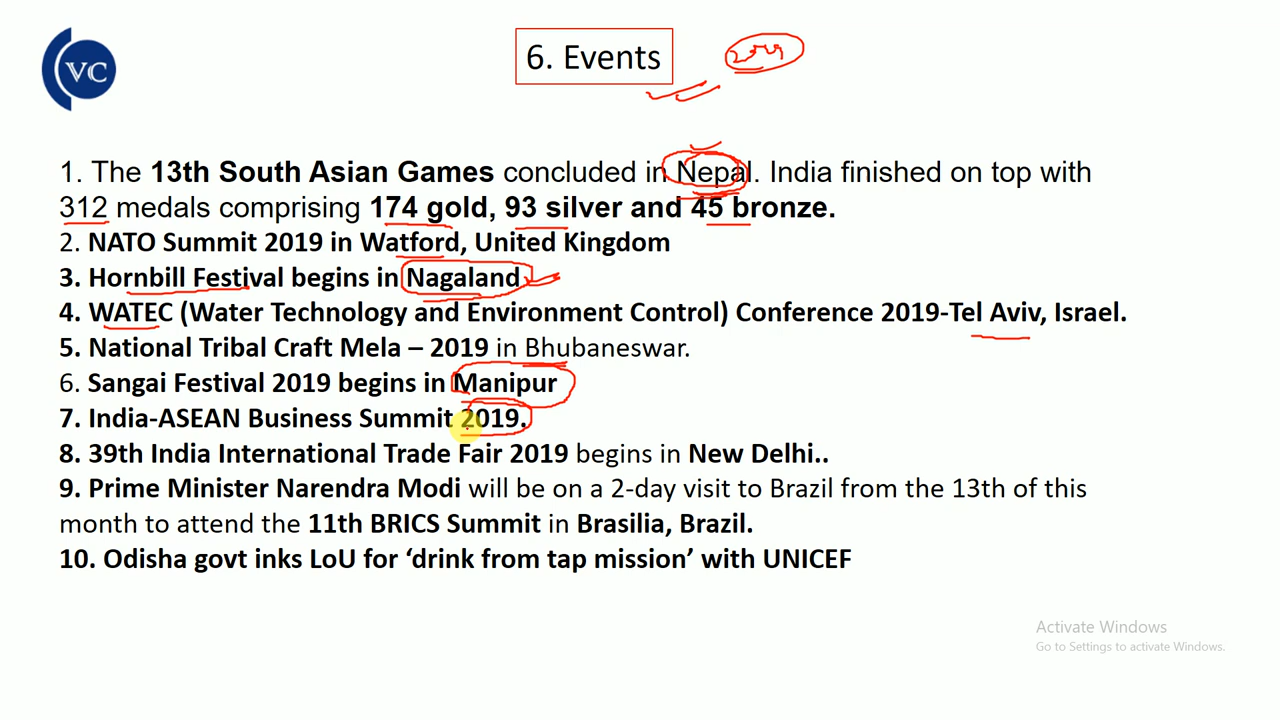 VC
6. Events
2019
1. The 13th South Asian Games concluded in Nepal. India finished on top with
312 medals comprising 174 gold, 93 silver and 45 bronze.
2. NATO Summit 2019 in Watford, United Kingdom
3. Hornbill Festival begins in Nagaland
4. WATEC (Water Technology and Environment Control) Conference 2019-Tel Aviv, Israel.
5. National Tribal Craft Mela – 2019 in Bhubaneswar.
6. Sangai Festival 2019 begins in Manipur
7. India-ASEAN Business Summit 2019.
8. 39th India International Trade Fair 2019 begins in New Delhi..
9. Prime Minister Narendra Modi will be on a 2-day visit to Brazil from the 13th of this
month to attend the 11th BRICS Summit in Brasilia, Brazil.
10. Odisha govt inks LoU for ‘drink from tap mission’ with UNICEF
Activate Windows
Go to Settings to activate Windows.